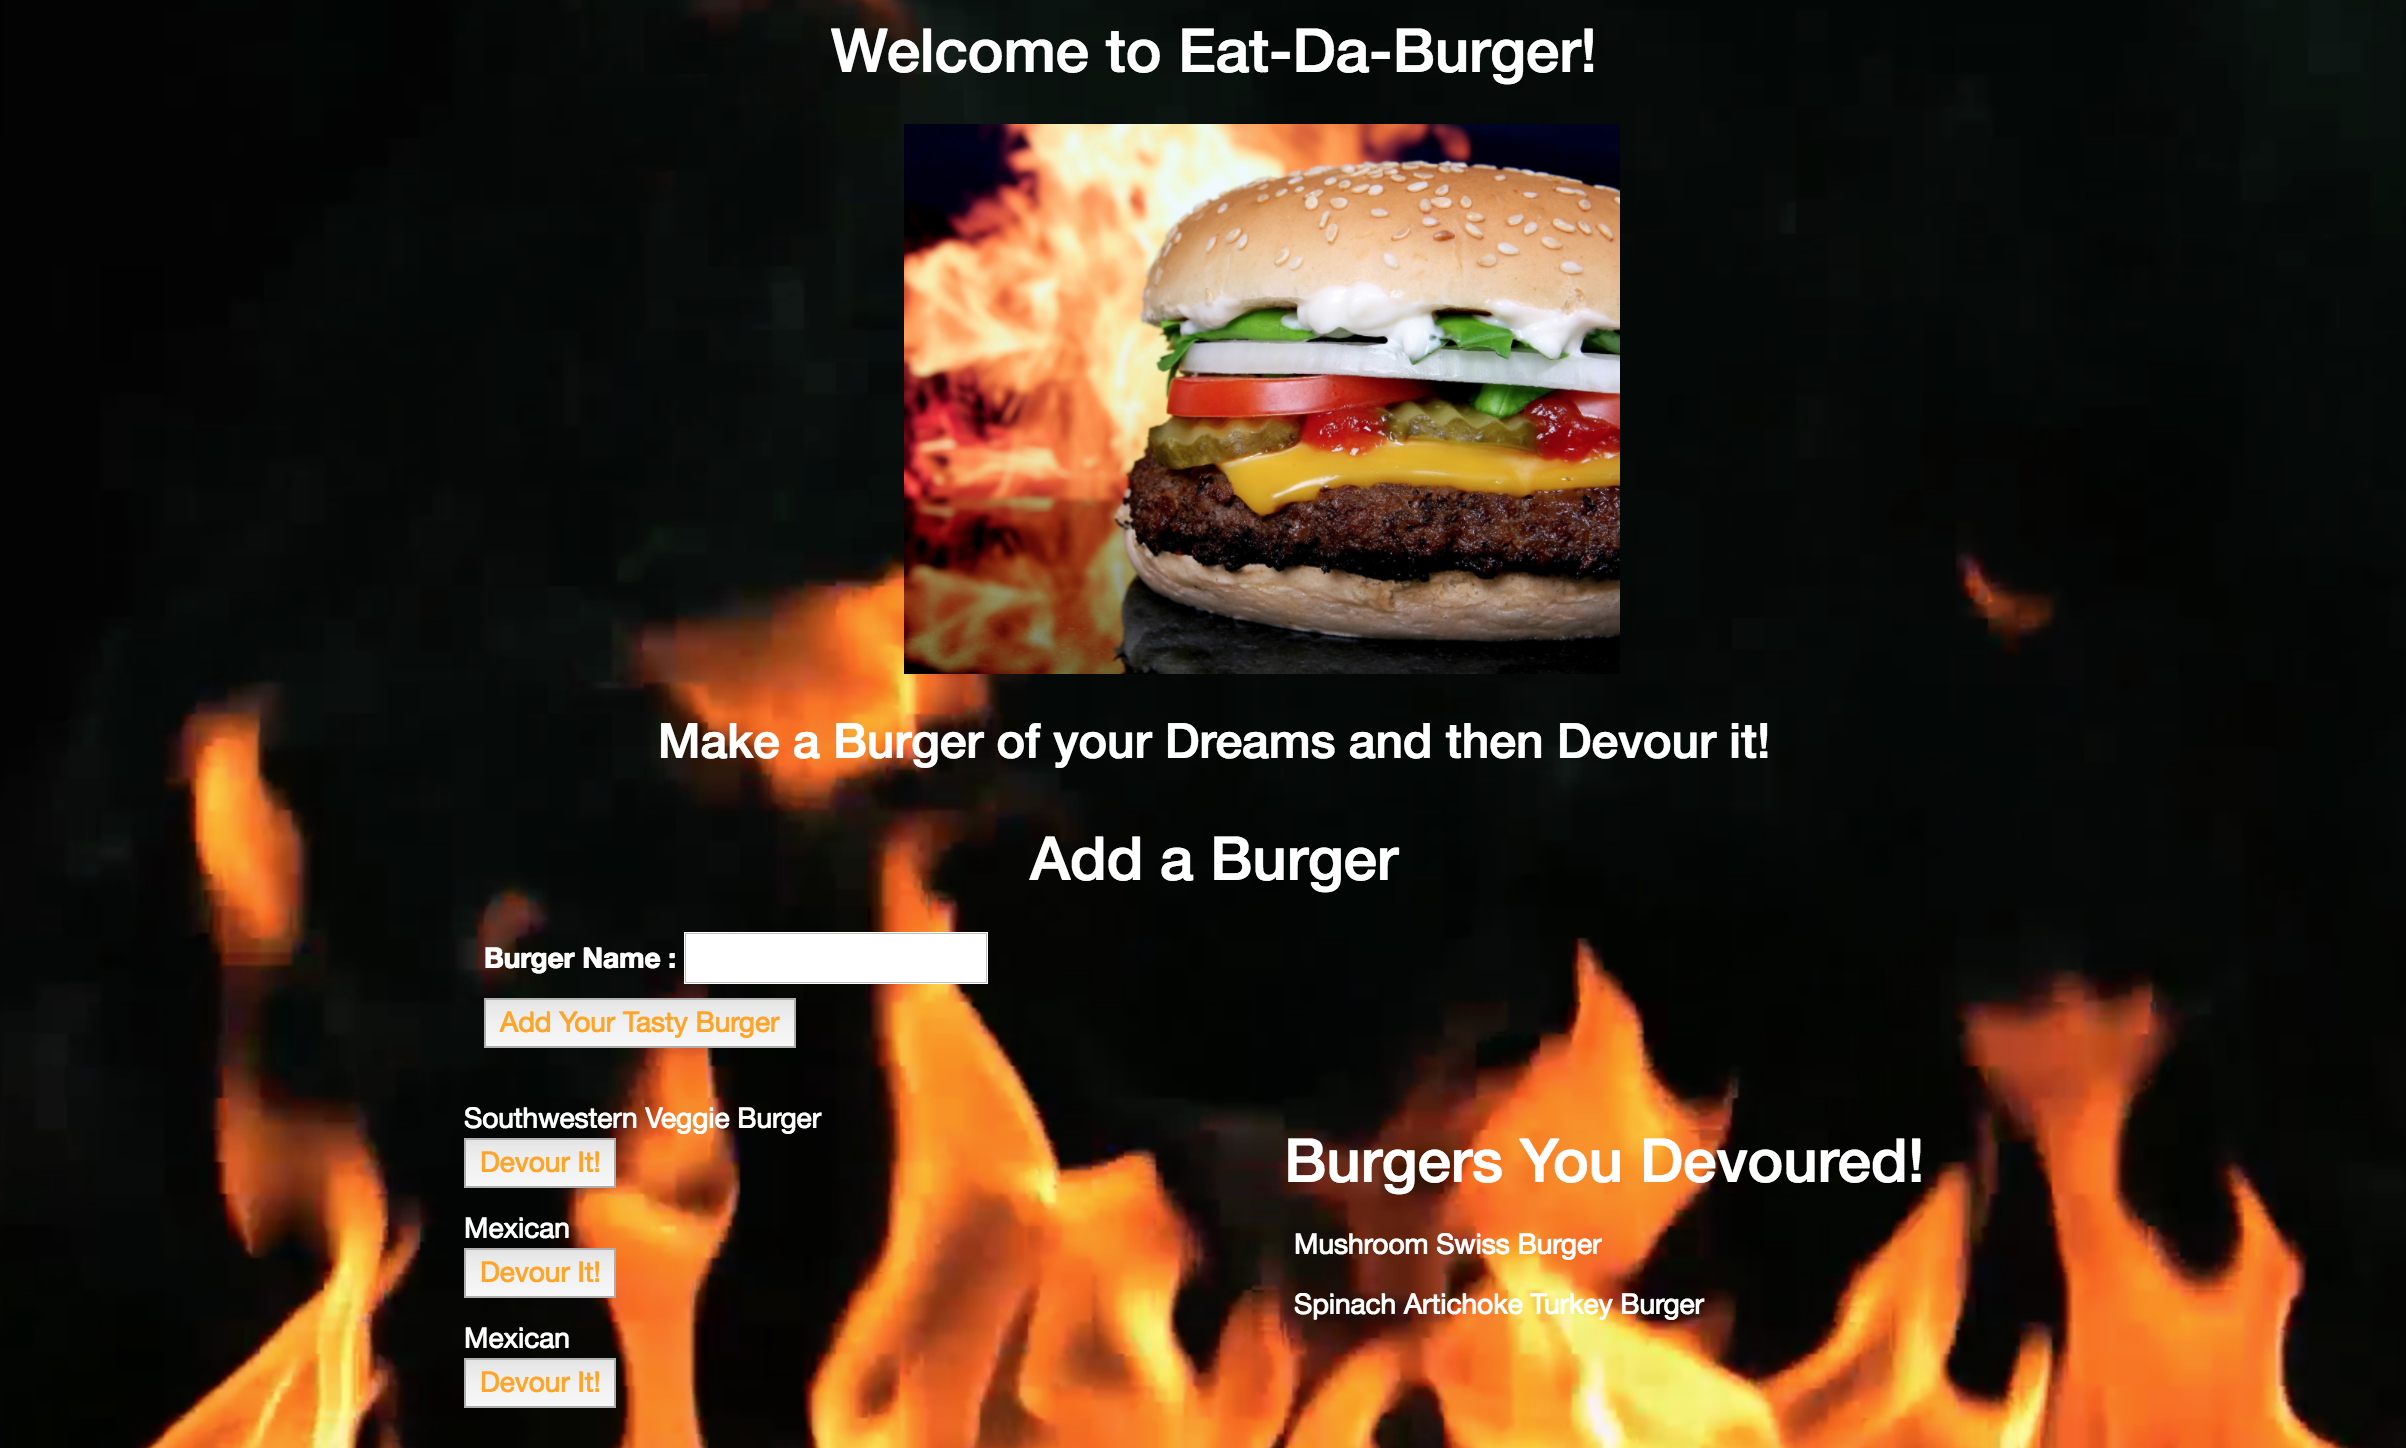 Welcome to Eat-Da-Burger!
Make a Burger of your Dreams and then Devour it!
Add a Burger
Burger Name :
Add Your Tasty Burger
Southwestern Veggie Burger
Devour It!
Mexican
Devour It!
Mexican
Devour It!
Burgers You Devoured!
Mushroom Swiss Burger
Spinach Artichoke Turkey Burger